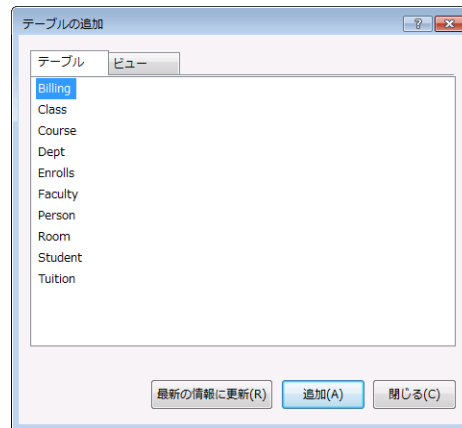 テーブルの追加
テーブル ビュー
Billing
Class
Course
Dept
Enrolls
Faculty
Person
Room
Student
Tuition
最新の情報に更新(R) 追加(A) 閉じる(C)